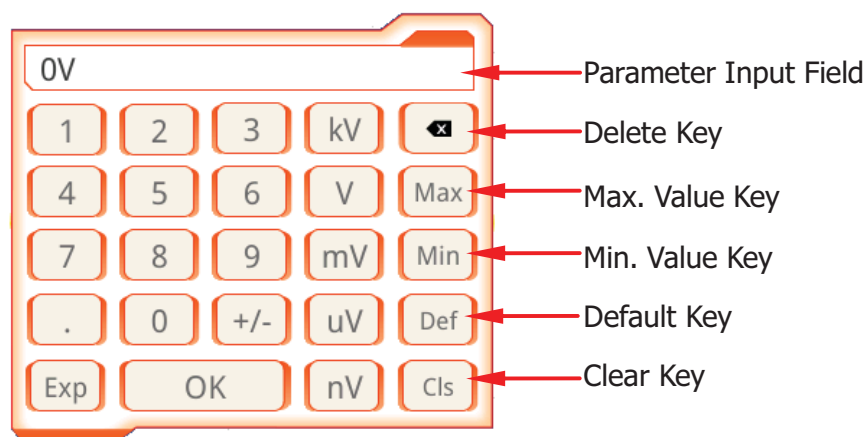 0V
Parameter Input Field
1 2 3 kV
Delete Key
4 5 6 V Max
Max. Value Key
7 8 9 mV Min
Min. Value Key
. 0 +/- uV Def
Default Key
Exp OK nV Cls
Clear Key